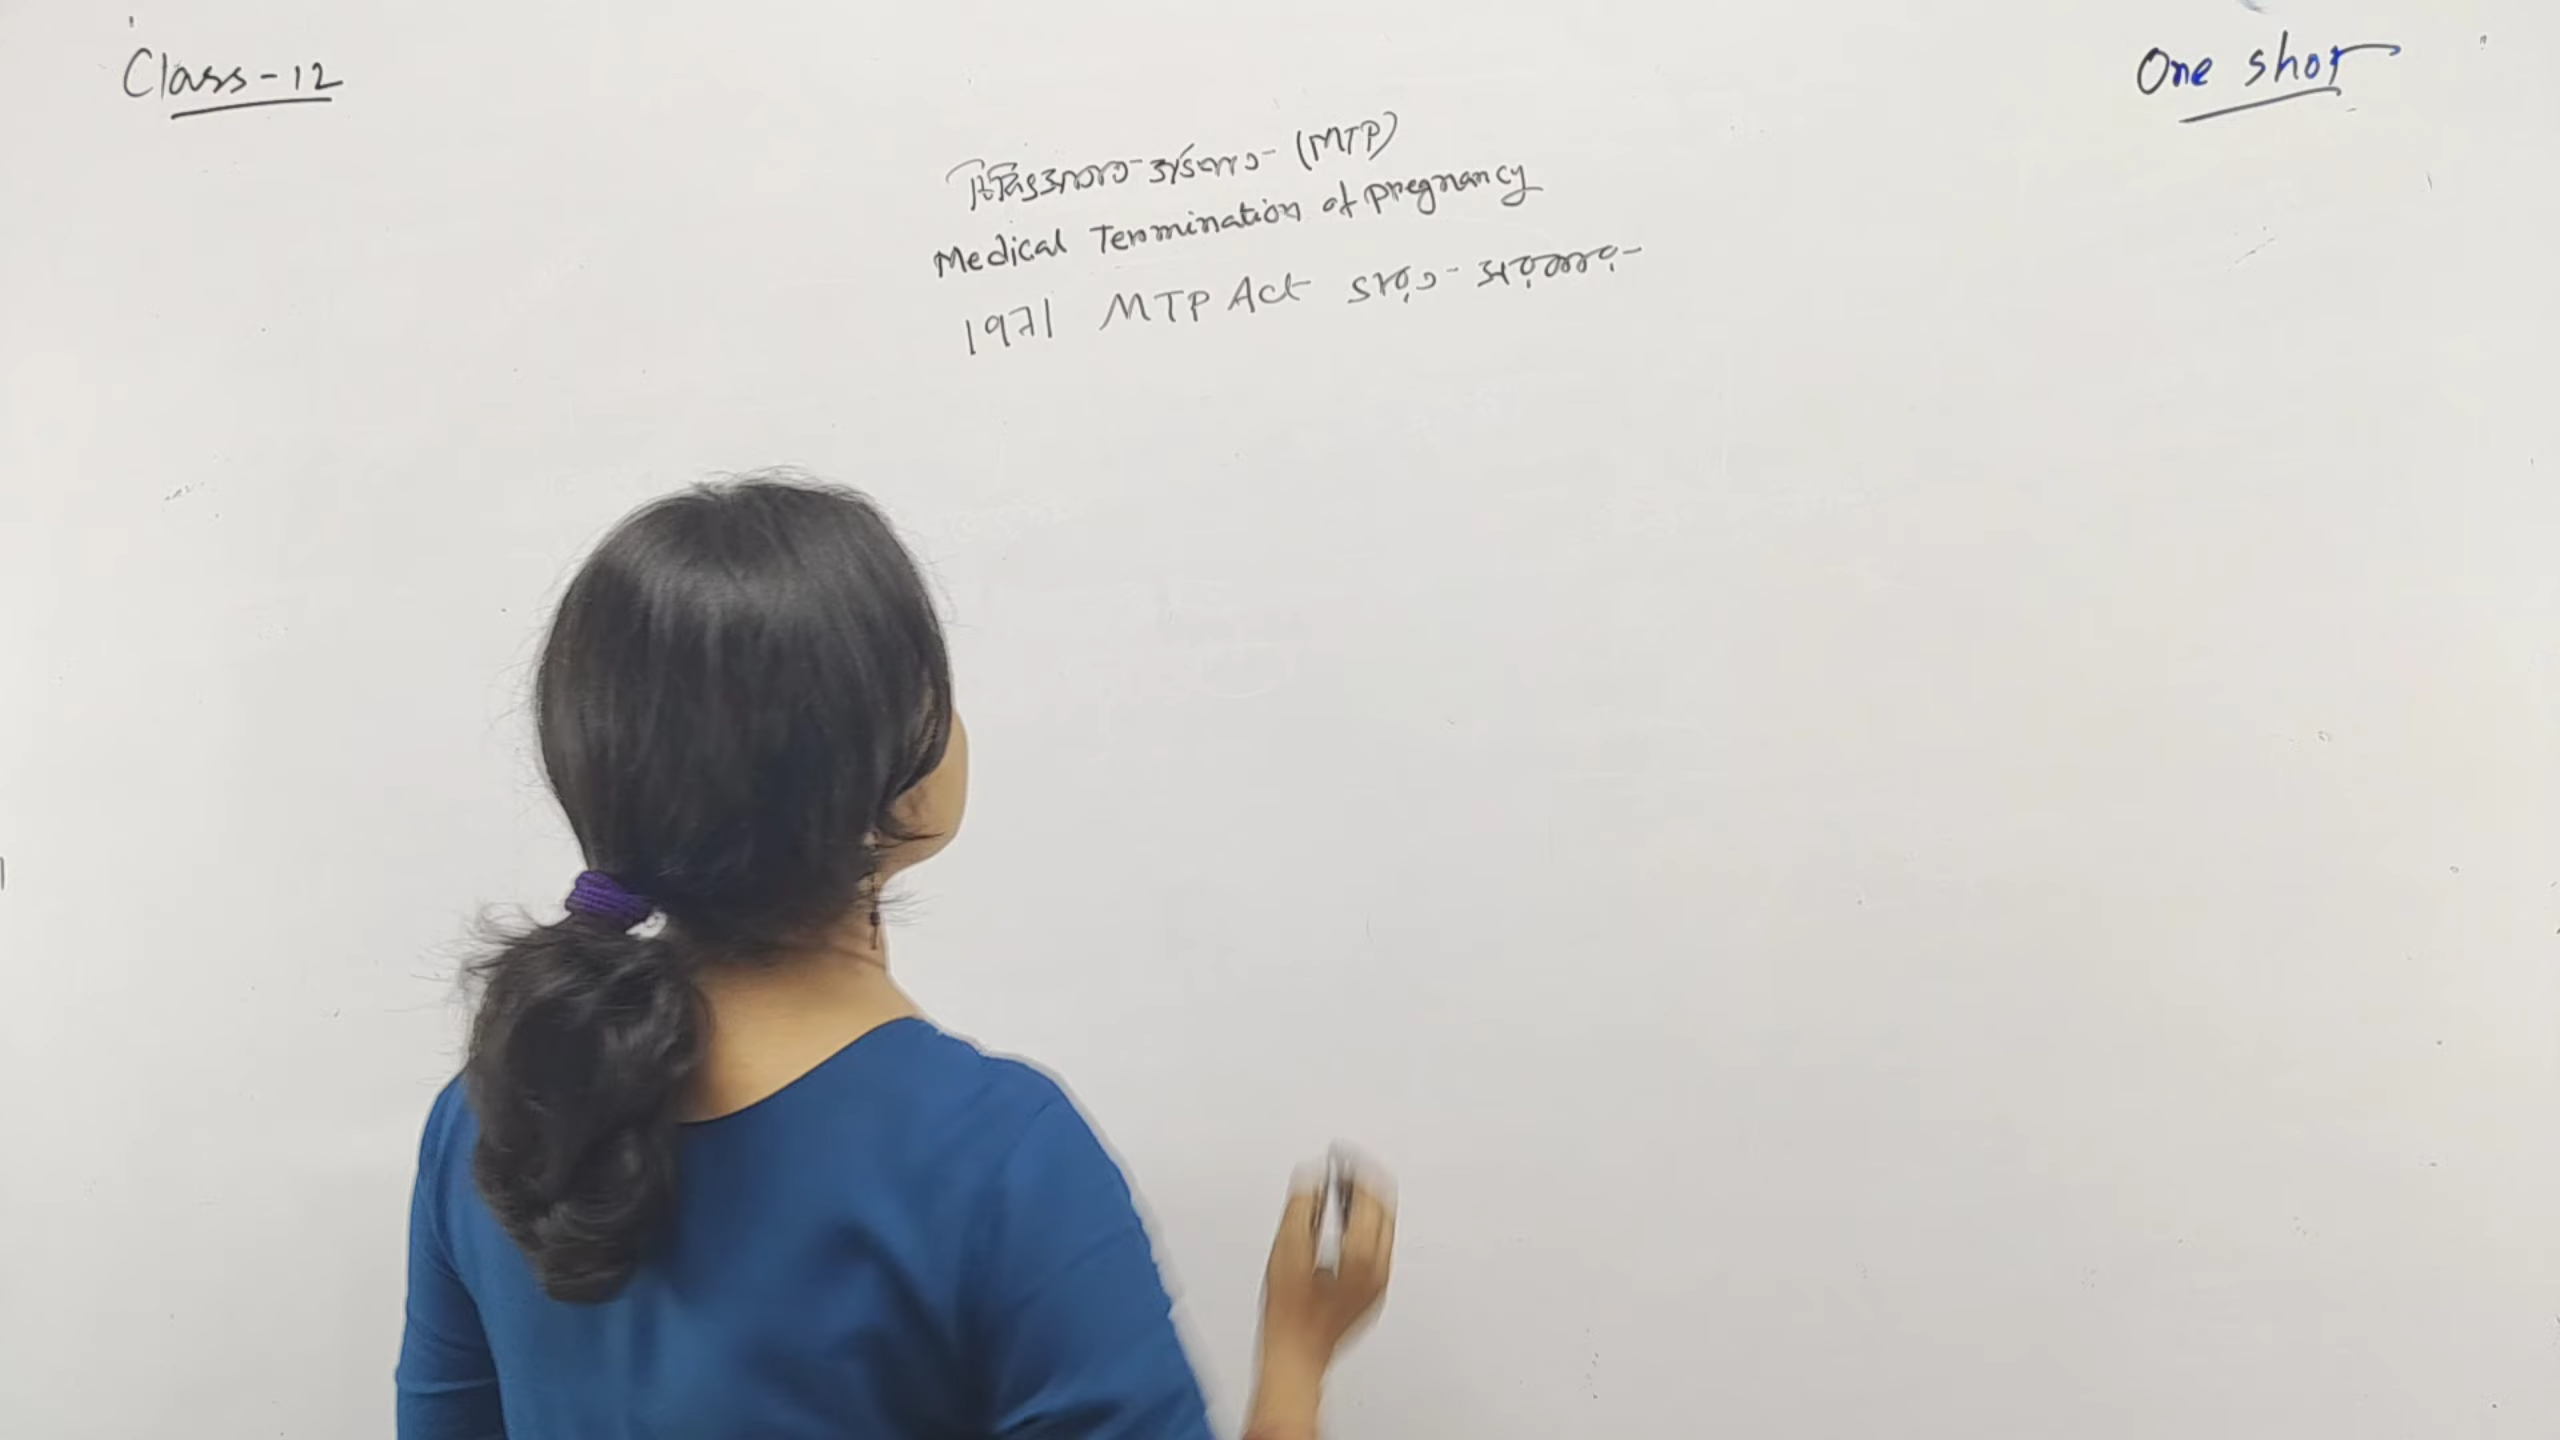 Class-12
One shot
(MTP)
Medical Termination of pregnancy
1971 MTP Act